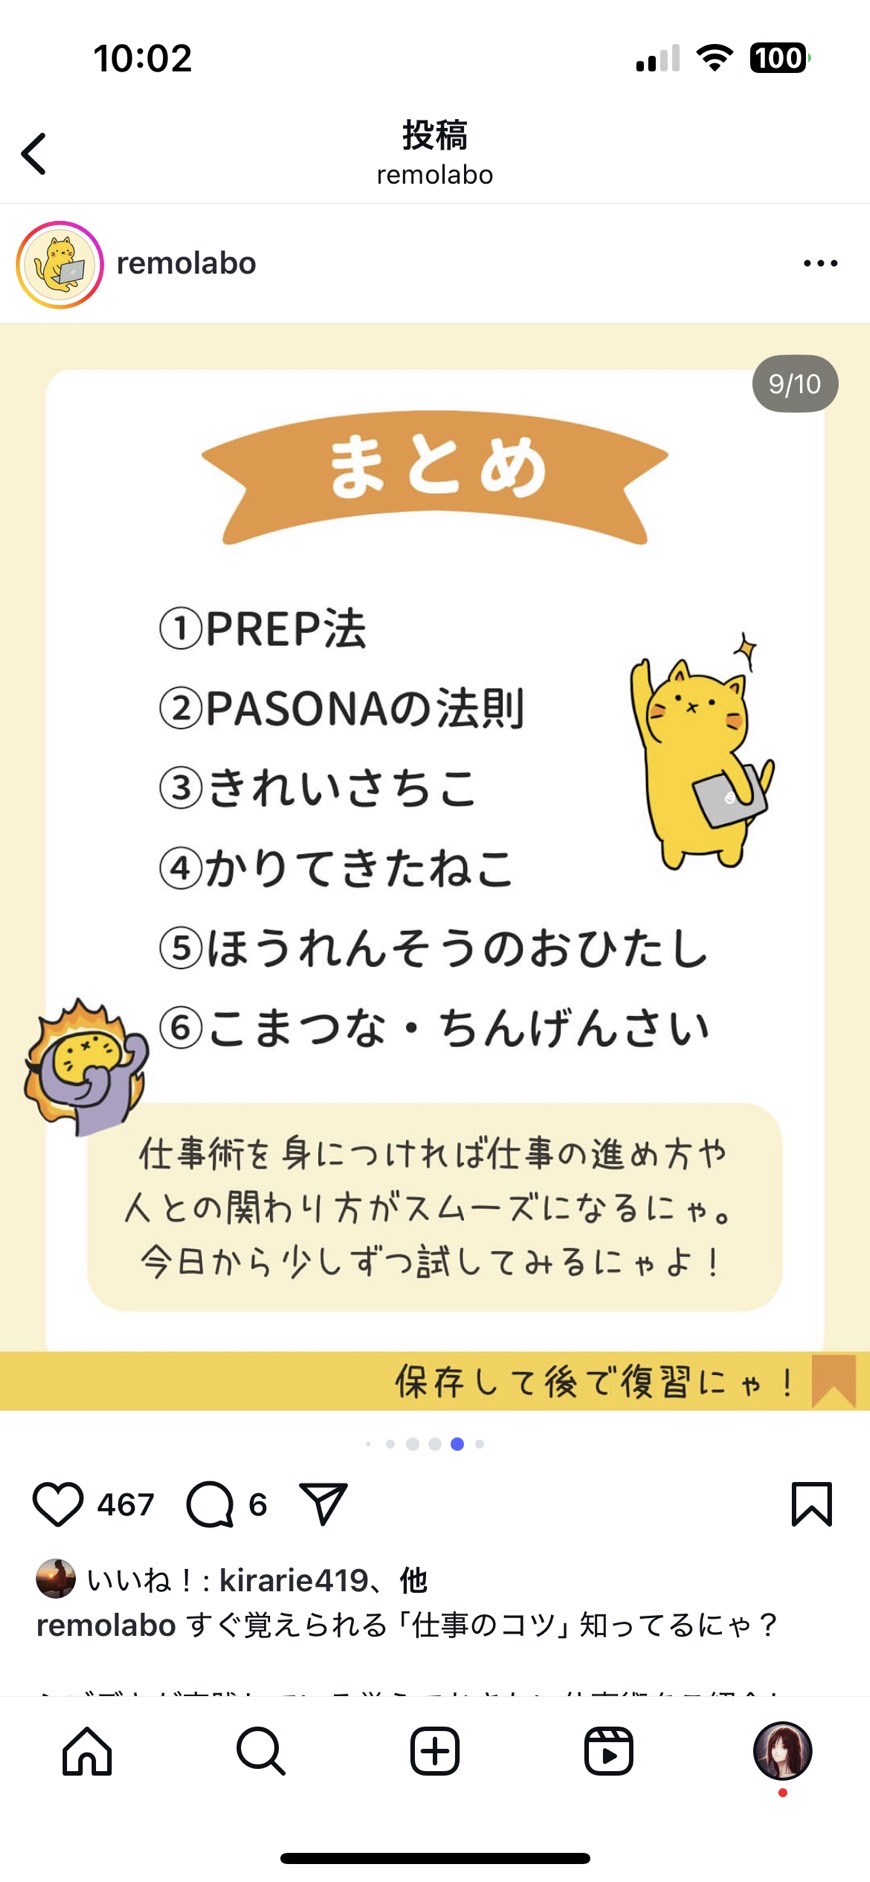 10:02
100
投稿
remolabo
remolabo
9/10
まとめ
①PREP法
②PASONAの法則
③きれいさちこ
④かりてきたねこ
⑤ほうれんそうのおひたし
⑥こまつな・ちんげんさい
仕事術を身につければ仕事の進め方や
人との関わり方がスムーズになるにゃ。
今日から少しずつ試してみるにゃよ！
保存して後で復習にゃ！
467
6
いいね！: kirarie419、他
remolabo すぐ覚えられる「仕事のコツ」知ってるにゃ？